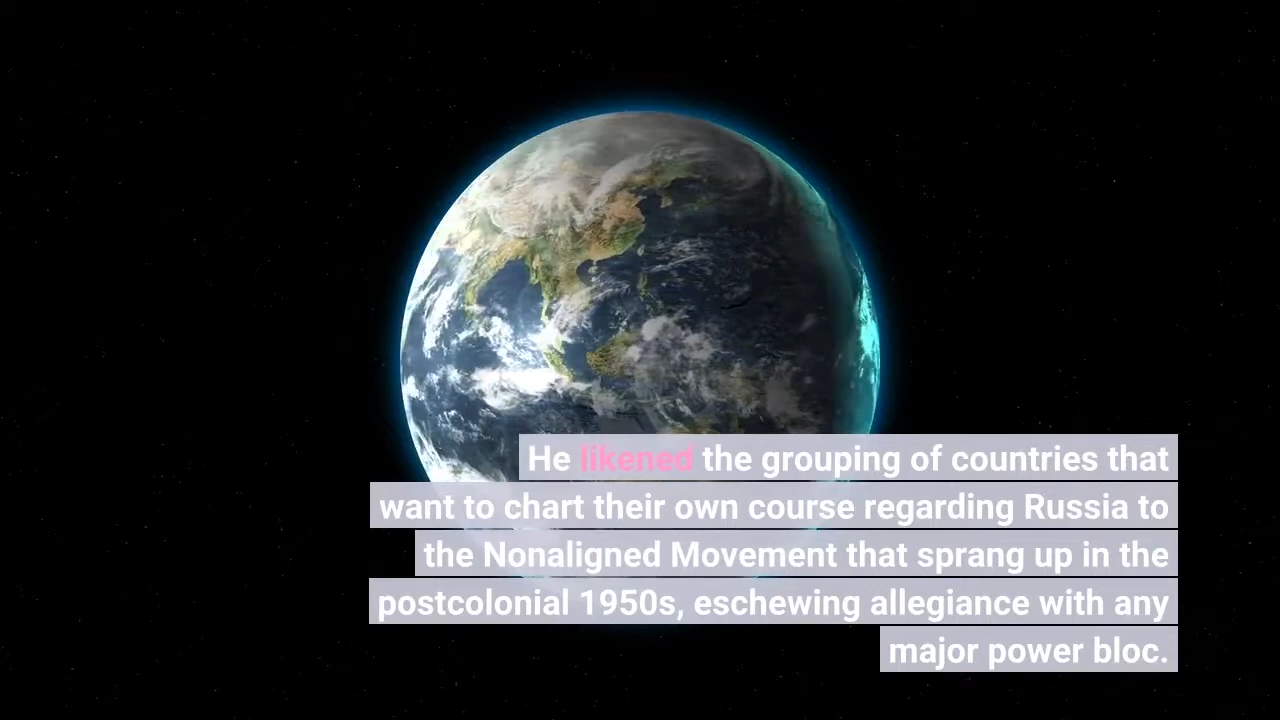 He likened the grouping of countries that
want to chart their own course regarding Russia to
the Nonaligned Movement that sprang up in the
postcolonial 1950s, eschewing allegiance with any
major power bloc.